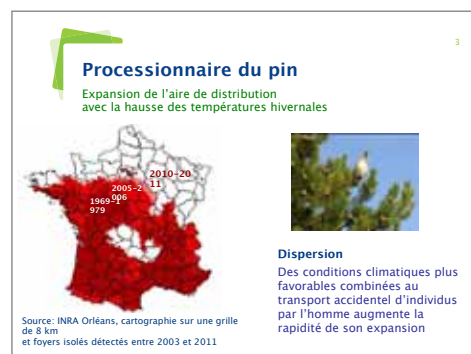 3
Processionnaire du pin
Expansion de l'aire de distribution
avec la hausse des températures hivernales
2010-20
11
2005-2
006
1969-1
979
Dispersion
Des conditions climatiques plus
favorables combinées au
transport accidentel d'individus
par l'homme augmente la
rapidité de son expansion
Source: INRA Orléans, cartographie sur une grille
de 8 km
et foyers isolés détectés entre 2003 et 2011